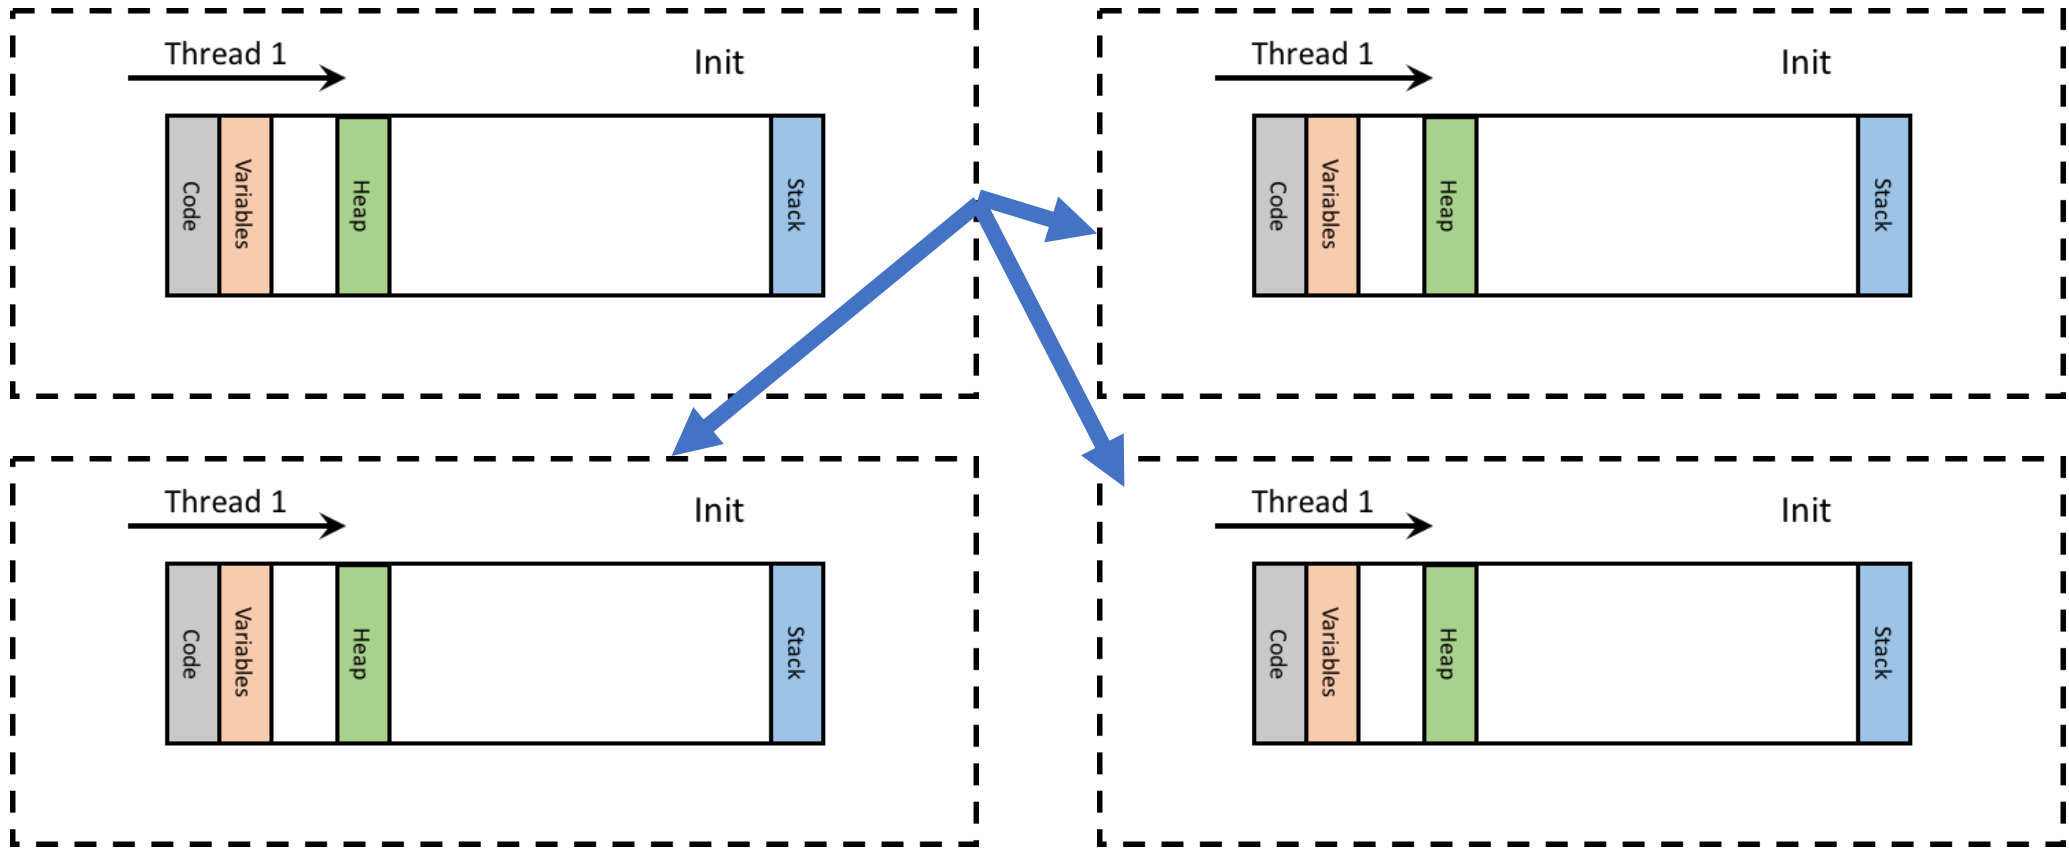 Thread 1
Init
Code
Variables
Heap
Stack
Thread 1
Init
Code
Variables
Heap
Stack
Thread 1
Init
Code
Variables
Heap
Stack
Thread 1
Init
Code
Variables
Heap
Stack